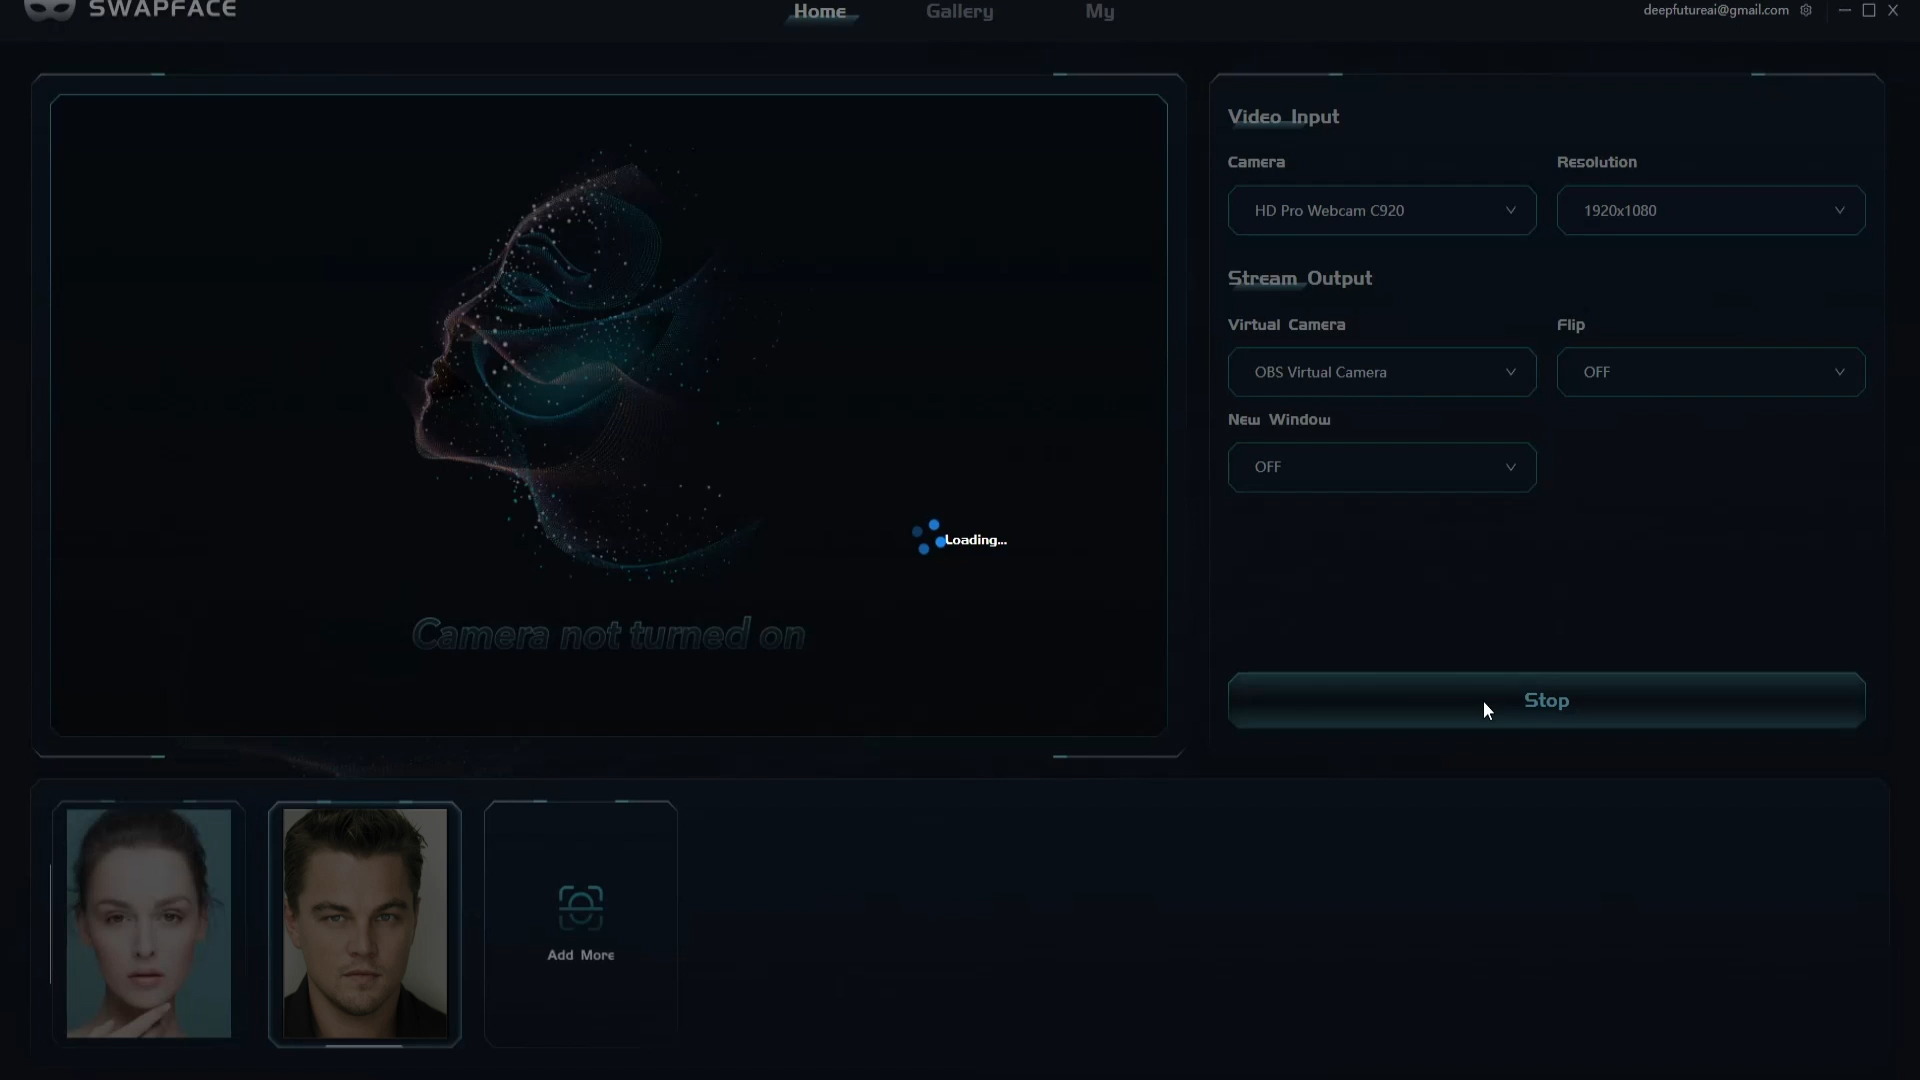 SWAPFACE
Home
Gallery
My
deepfutureai@gmail.com
Video Input
Camera
Resolution
HD Pro Webcam C920
1920x1080
Stream Output
Virtual Camera
Flip
OBS Virtual Camera
OFF
New Window
OFF
Loading...
Camera not turned on
Stop
Add More